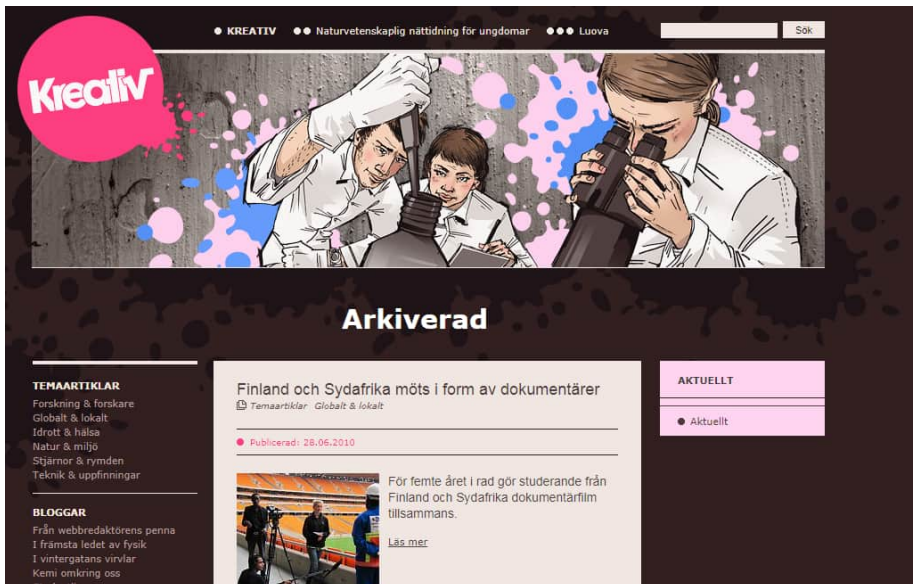 ● KREATIV ●● Naturvetenskaplig nättidning för ungdomar ●●● Luova
Sök
Kreativ
Arkiverad
TEMAARTIKLAR
Forskning & forskare
Globalt & lokalt
Idrott & hälsa
Natur & miljö
Stjärnor & rymden
Teknik & uppfinningar
BLOGGAR
Från webbredaktörens penna
I främsta ledet av fysik
I vintergatans virvlar
Kemi omkring oss
Finland och Sydafrika möts i form av dokumentärer
Temaartiklar Globalt & lokalt
● Publicerad: 28.06.2010
För femte året i rad gör studerande från
Finland och Sydafrika dokumentärfilm
tillsammans.
Läs mer
AKTUELLT
● Aktuellt